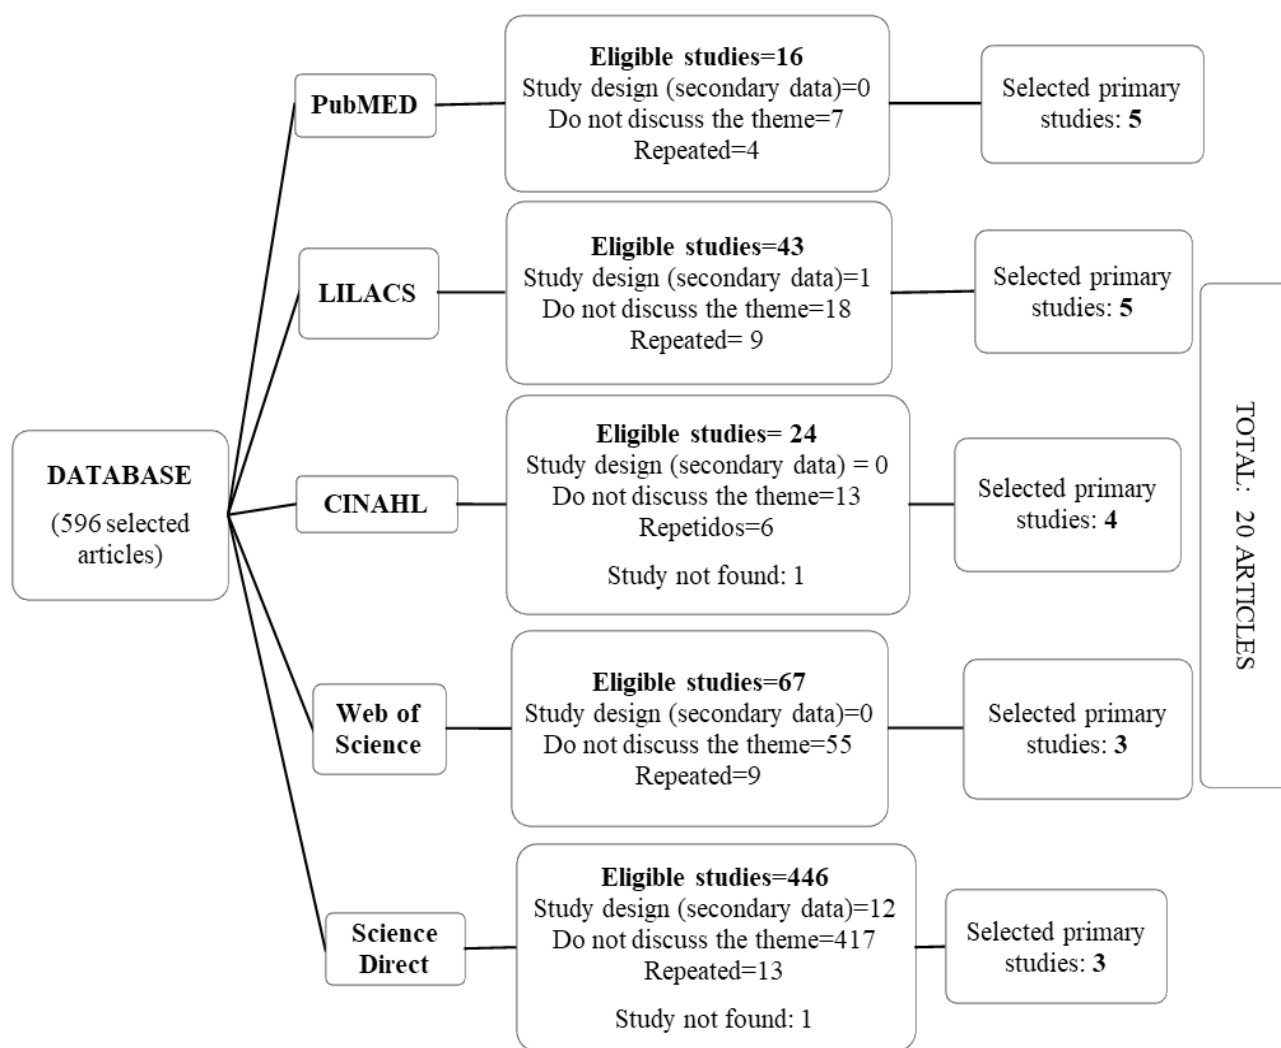 DATABASE
(596 selected
articles)
PubMED
Eligible studies=16
Study design (secondary data)=0
Do not discuss the theme=7
Repeated=4
Selected primary
studies: 5
LILACS
Eligible studies=43
Study design (secondary data)=1
Do not discuss the theme=18
Repeated= 9
Selected primary
studies: 5
CINAHL
Eligible studies= 24
Study design (secondary data) = 0
Do not discuss the theme=13
Repetidos=6
Study not found: 1
Selected primary
studies: 4
Web of
Science
Eligible studies=67
Study design (secondary data)=0
Do not discuss the theme=55
Repeated=9
Selected primary
studies: 3
Science
Direct
Eligible studies=446
Study design (secondary data)=12
Do not discuss the theme=417
Repeated=13
Study not found: 1
Selected primary
studies: 3
TOTAL: 20 ARTICLES